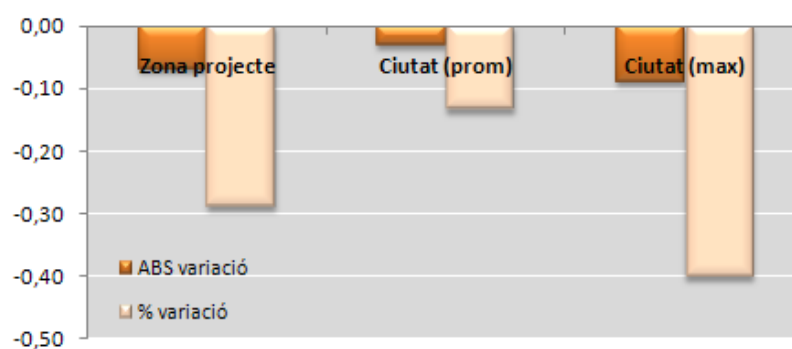 0,00
Zona projecte Ciutat (prom) Ciutat (max)
-0,10
-0,20
-0,30
-0,40
-0,50
ABS variació
% variació